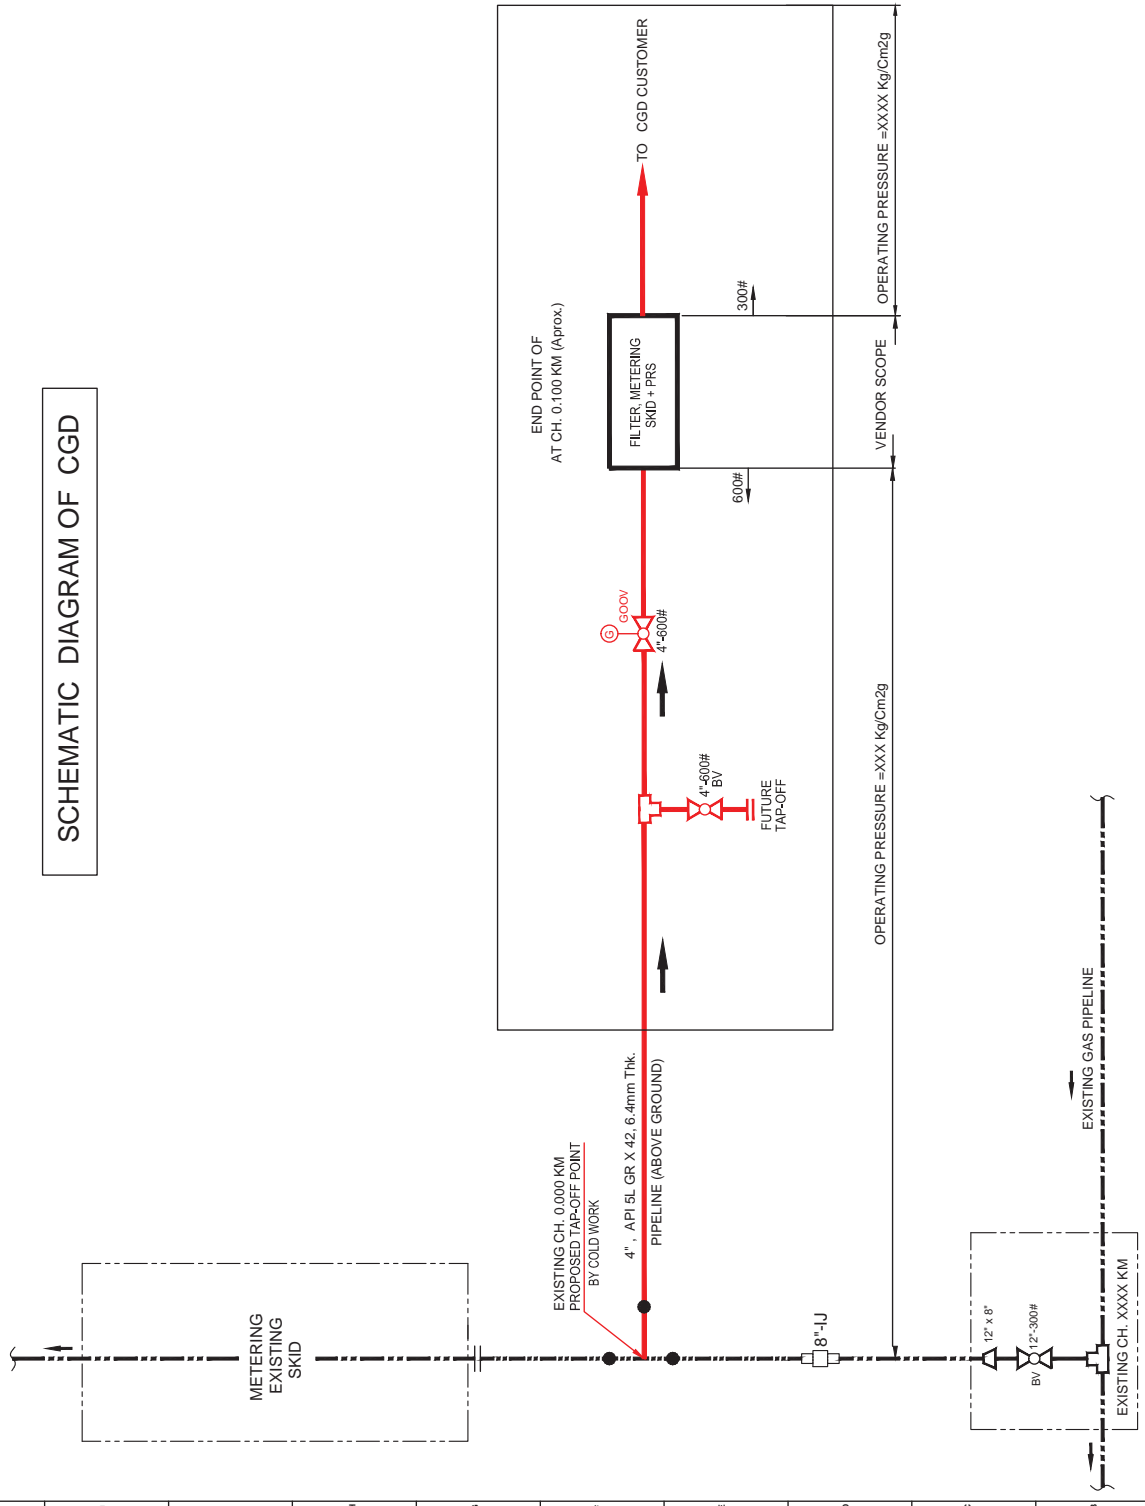 SCHEMATIC DIAGRAM OF CGD
METERING
EXISTING
SKID
EXISTING CH. 0.000 KM
PROPOSED TAP-OFF POINT
BY COLD WORK
4" , API 5L GR X 42, 6.4mm Thk.
PIPELINE (ABOVE GROUND)
END POINT OF
AT CH. 0.100 KM (Aprox.)
G
GOOV
4"-600#
FILTER, METERING
SKID + PRS
TO CGD CUSTOMER
4"-600#
BV
FUTURE
TAP-OFF
600#
300#
OPERATING PRESSURE =XXX Kg/Cm2g
VENDOR SCOPE
OPERATING PRESSURE =XXXX Kg/Cm2g
8"-IJ
12" x 8"
12"-300#
BV
EXISTING CH. XXXX KM
EXISTING GAS PIPELINE